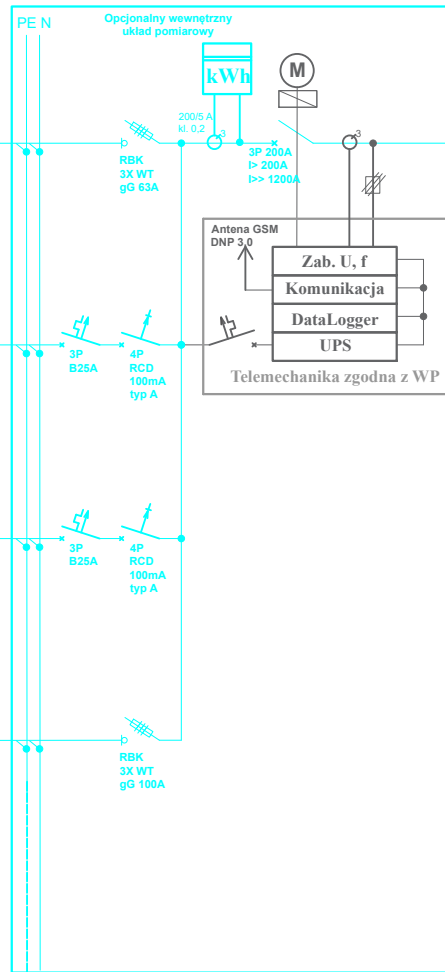 PE N
Opcjonalny wewnętrzny
układ pomiarowy
kWh
M
200/5 A
kl. 0,2
3
3
RBK
3X WT
gG 63A
3P 200A
I> 200A
I>> 1200A
Antena GSM
DNP 3.0
Zab. U, f
Komunikacja
DataLogger
UPS
Telemechanika zgodna z WP
3P
B25A
4P
RCD
100mA
typ A
3P
B25A
4P
RCD
100mA
typ A
RBK
3X WT
gG 100A